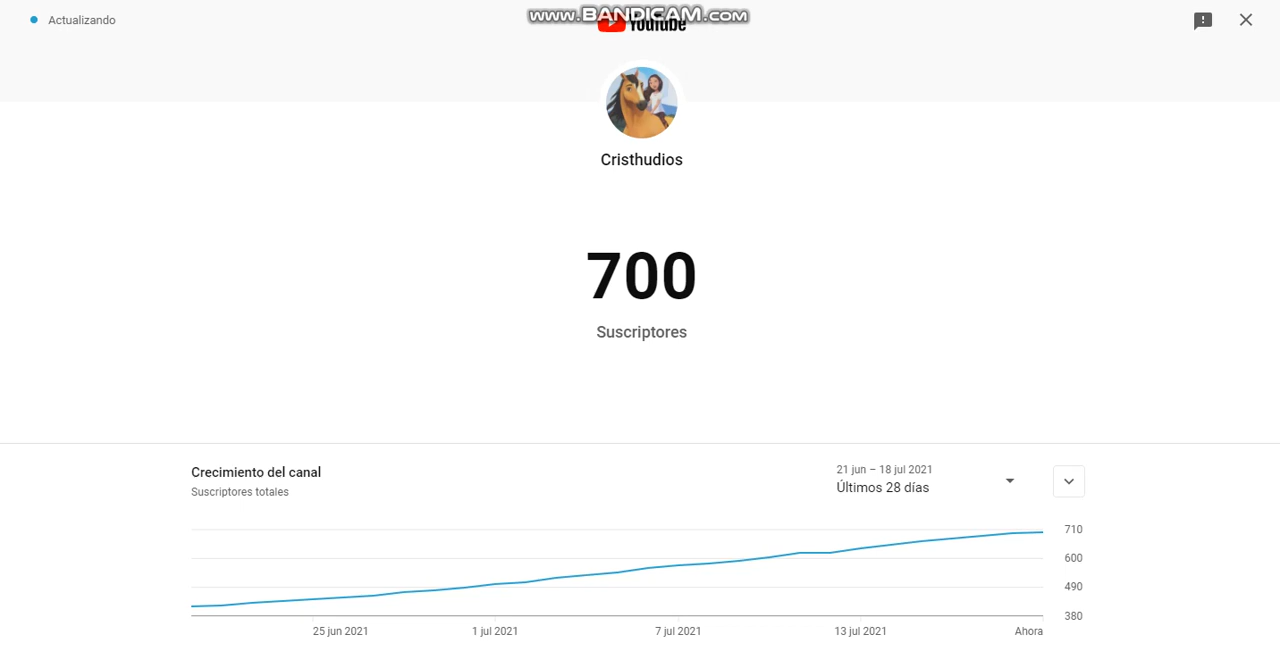 Actualizando
www.BANDICAM.com
YouTube
Cristhudios
700
Suscriptores
Crecimiento del canal
Suscriptores totales
21 jun – 18 jul 2021
Últimos 28 días
710
600
490
380
25 jun 2021
1 jul 2021
7 jul 2021
13 jul 2021
Ahora